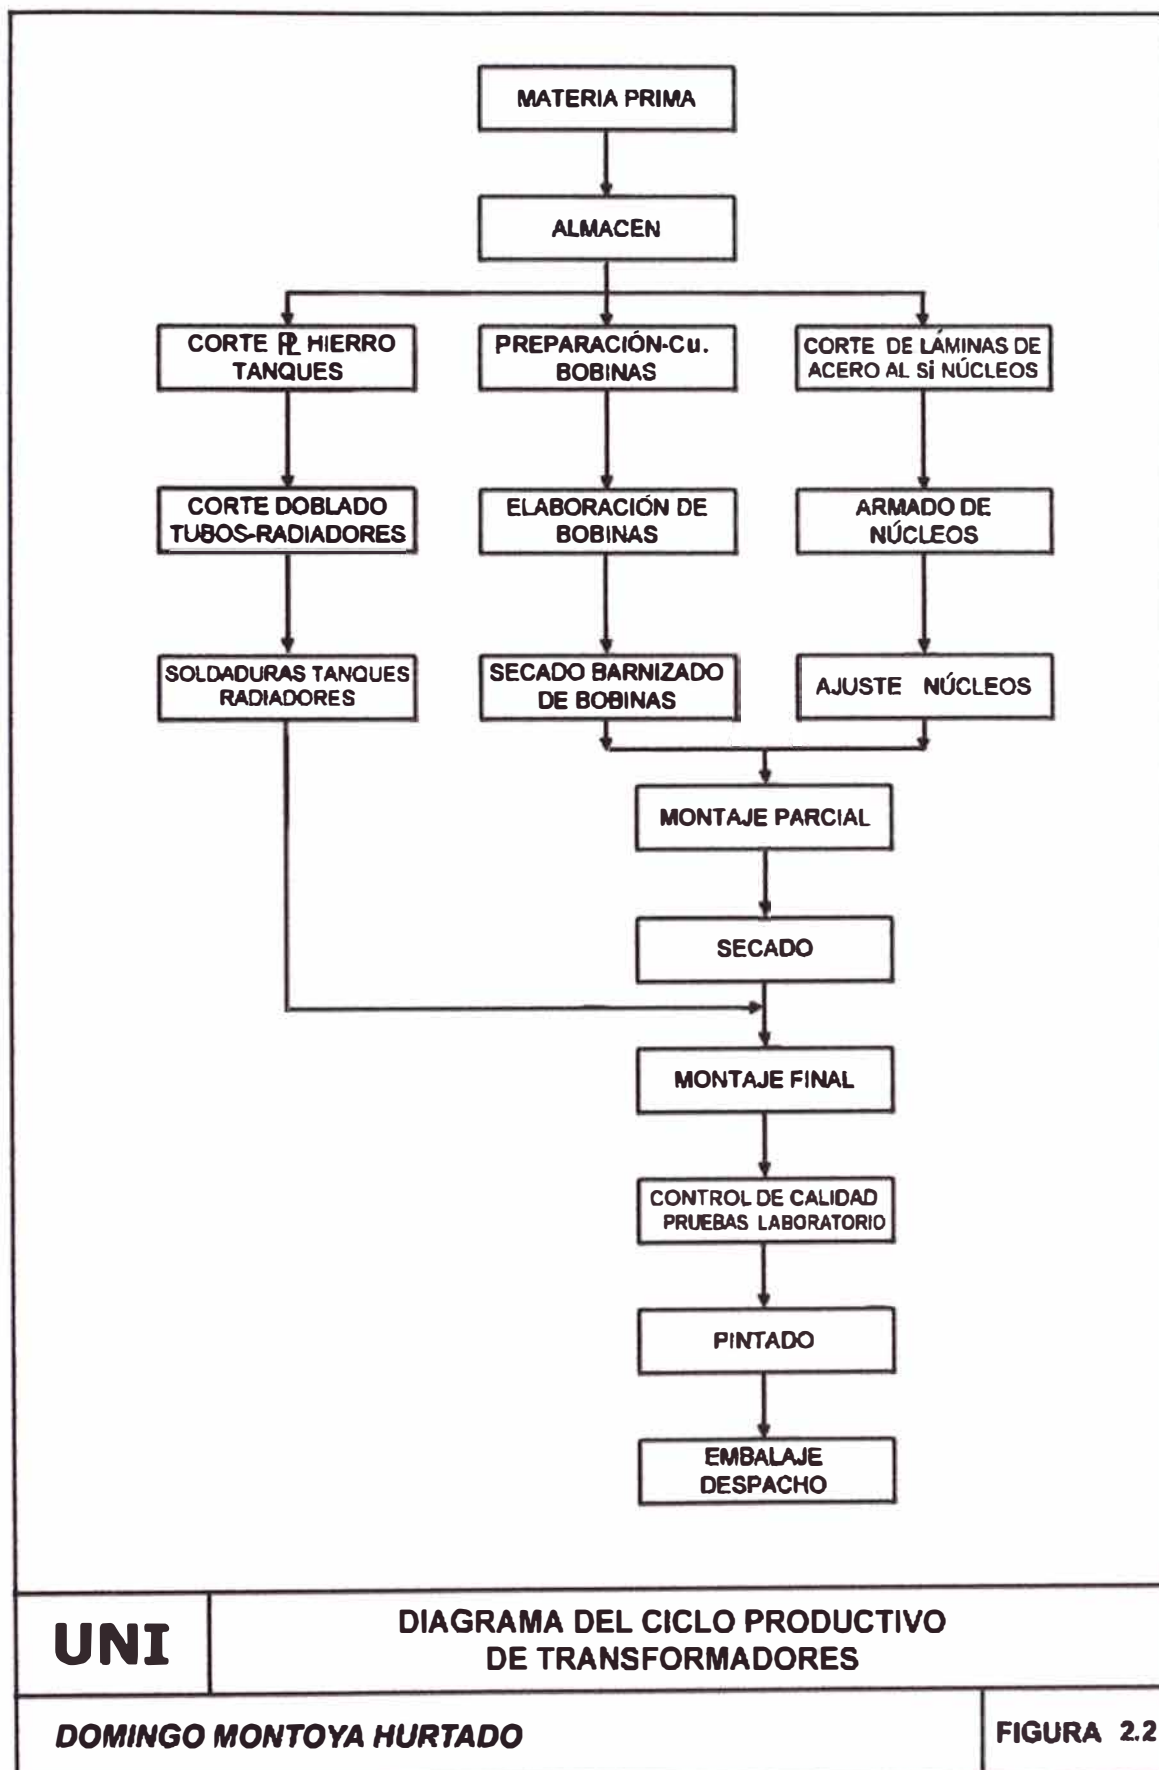 MATERIA PRIMA
ALMACEN
CORTE PL HIERRO
TANQUES
PREPARACIÓN-Cu.
BOBINAS
CORTE DE LÁMINAS DE
ACERO AL Si NÚCLEOS
CORTE DOBLADO
TUBOS-RADIADORES
ELABORACIÓN DE
BOBINAS
ARMADO DE
NÚCLEOS
SOLDADURAS TANQUES
RADIADORES
SECADO BARNIZADO
DE BOBINAS
AJUSTE NÚCLEOS
MONTAJE PARCIAL
SECADO
MONTAJE FINAL
CONTROL DE CALIDAD
PRUEBAS LABORATORIO
PINTADO
EMBALAJE
DESPACHO
UNI
DIAGRAMA DEL CICLO PRODUCTIVO
DE TRANSFORMADORES
DOMINGO MONTOYA HURTADO
FIGURA 2.2